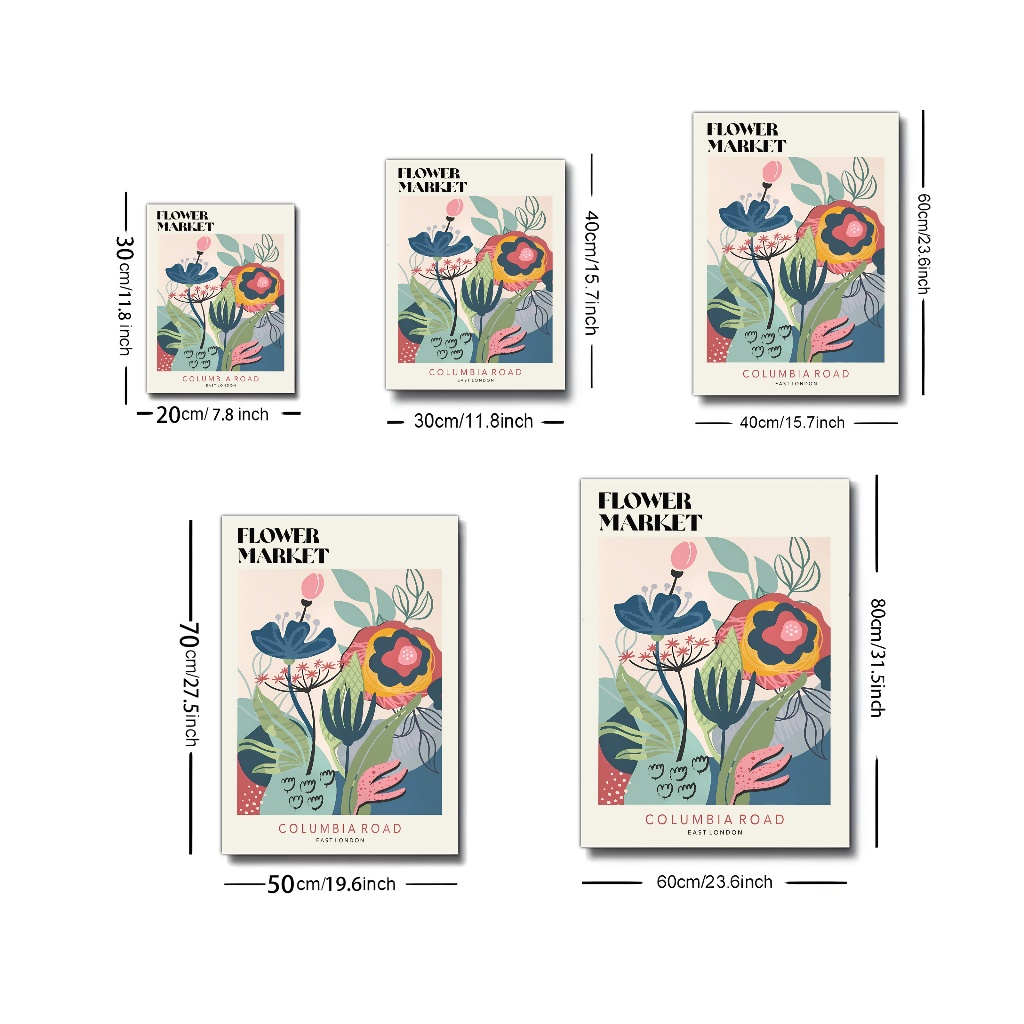 FLOWER
MARKET
COLUMBIA ROAD
EAST LONDON
30cm/11.8 inch
20cm/ 7.8 inch
FLOWER
MARKET
COLUMBIA ROAD
EAST LONDON
40cm/15.7inch
30cm/11.8inch
FLOWER
MARKET
COLUMBIA ROAD
EAST LONDON
60cm/23.6inch
40cm/15.7inch
FLOWER
MARKET
COLUMBIA ROAD
EAST LONDON
70cm/27.5inch
50cm/19.6inch
FLOWER
MARKET
COLUMBIA ROAD
EAST LONDON
80cm/31.5inch
60cm/23.6inch